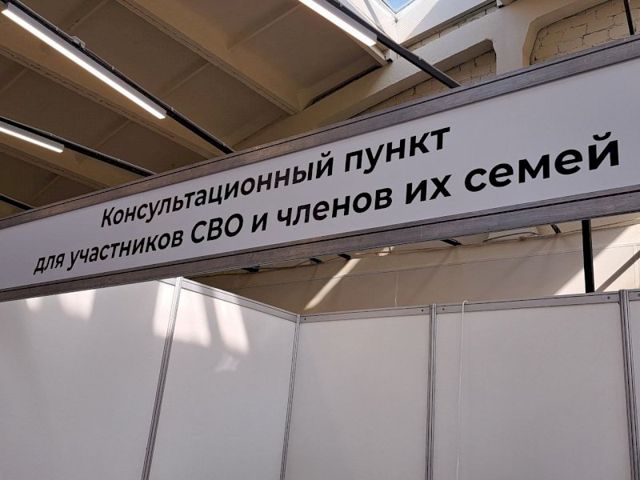 Консультационный пункт
для участников СВО и членов их семей